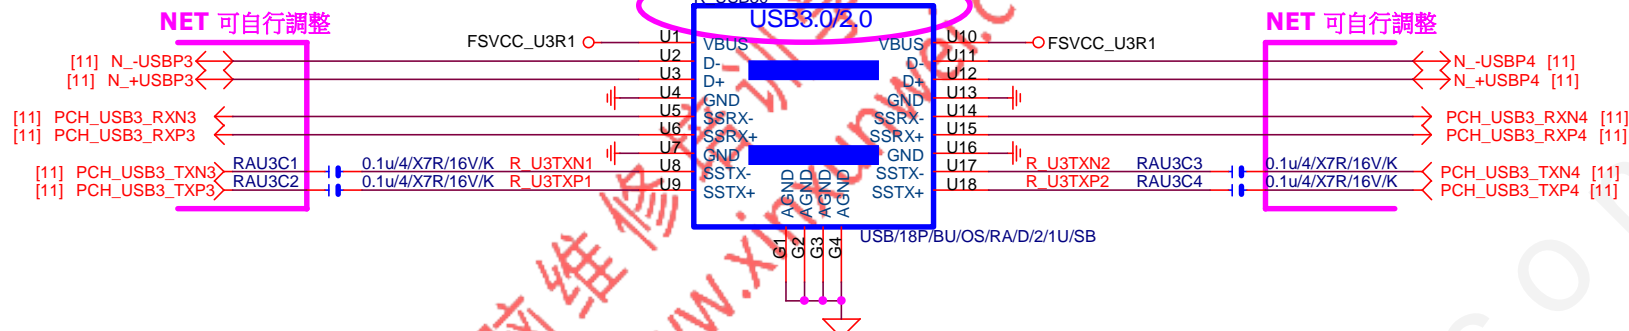 NET 可自行調整
USB3.0/2.0
NET 可自行調整
FSVCC_U3R1
U1
VBUS
VBUS
U10
FSVCC_U3R1
[11] N_-USBP3
U2
D-
D-
U11
N_-USBP4 [11]
[11] N_+USBP3
U3
D+
D+
U12
N_+USBP4 [11]
U4
GND
GND
U13
[11] PCH_USB3_RXN3
U5
SSRX-
SSRX-
U14
PCH_USB3_RXN4 [11]
[11] PCH_USB3_RXP3
U6
SSRX+
SSRX+
U15
PCH_USB3_RXP4 [11]
U7
GND
GND
U16
[11] PCH_USB3_TXN3
RAU3C1
0.1u/4/X7R/16V/K
R_U3TXN1
U8
SSTX-
SSTX-
U17
R_U3TXN2
RAU3C3
0.1u/4/X7R/16V/K
PCH_USB3_TXN4 [11]
[11] PCH_USB3_TXP3
RAU3C2
0.1u/4/X7R/16V/K
R_U3TXP1
U9
SSTX+
SSTX+
U18
R_U3TXP2
RAU3C4
0.1u/4/X7R/16V/K
PCH_USB3_TXP4 [11]
AGND
AGND
AGND
AGND
G1
G2
G3
G4
USB/18P/BU/OS/RA/D/2/1U/SB